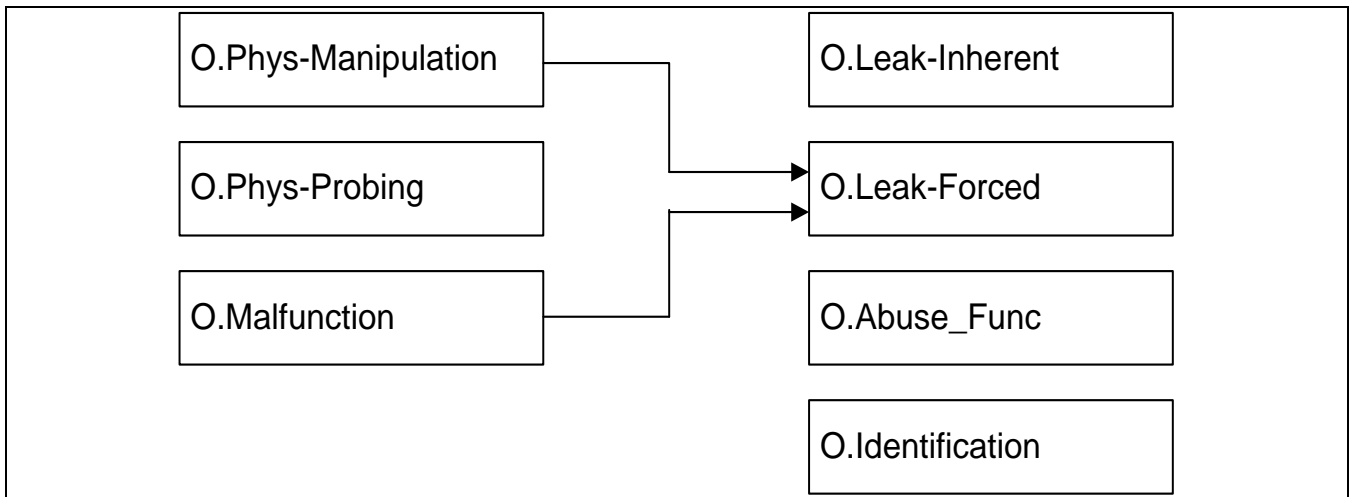 O.Phys-Manipulation
O.Leak-Inherent
O.Phys-Probing
O.Leak-Forced
O.Malfunction
O.Abuse_Func
O.Identification